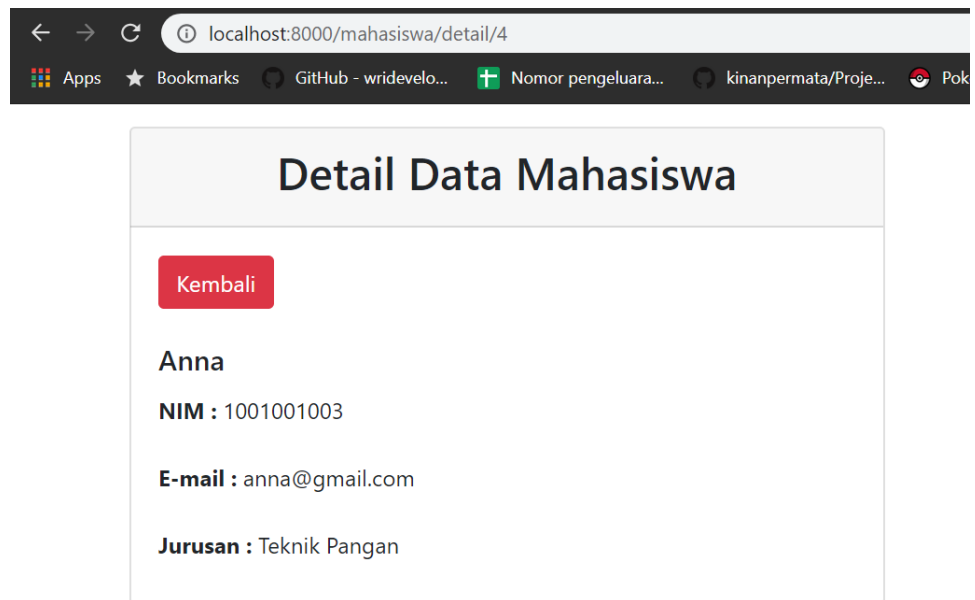 localhost:8000/mahasiswa/detail/4
Apps Bookmarks GitHub - wridevelo... Nomor pengeluara... kinanpermata/Proje... Pok
Detail Data Mahasiswa
Kembali
Anna
NIM : 1001001003
E-mail : anna@gmail.com
Jurusan : Teknik Pangan